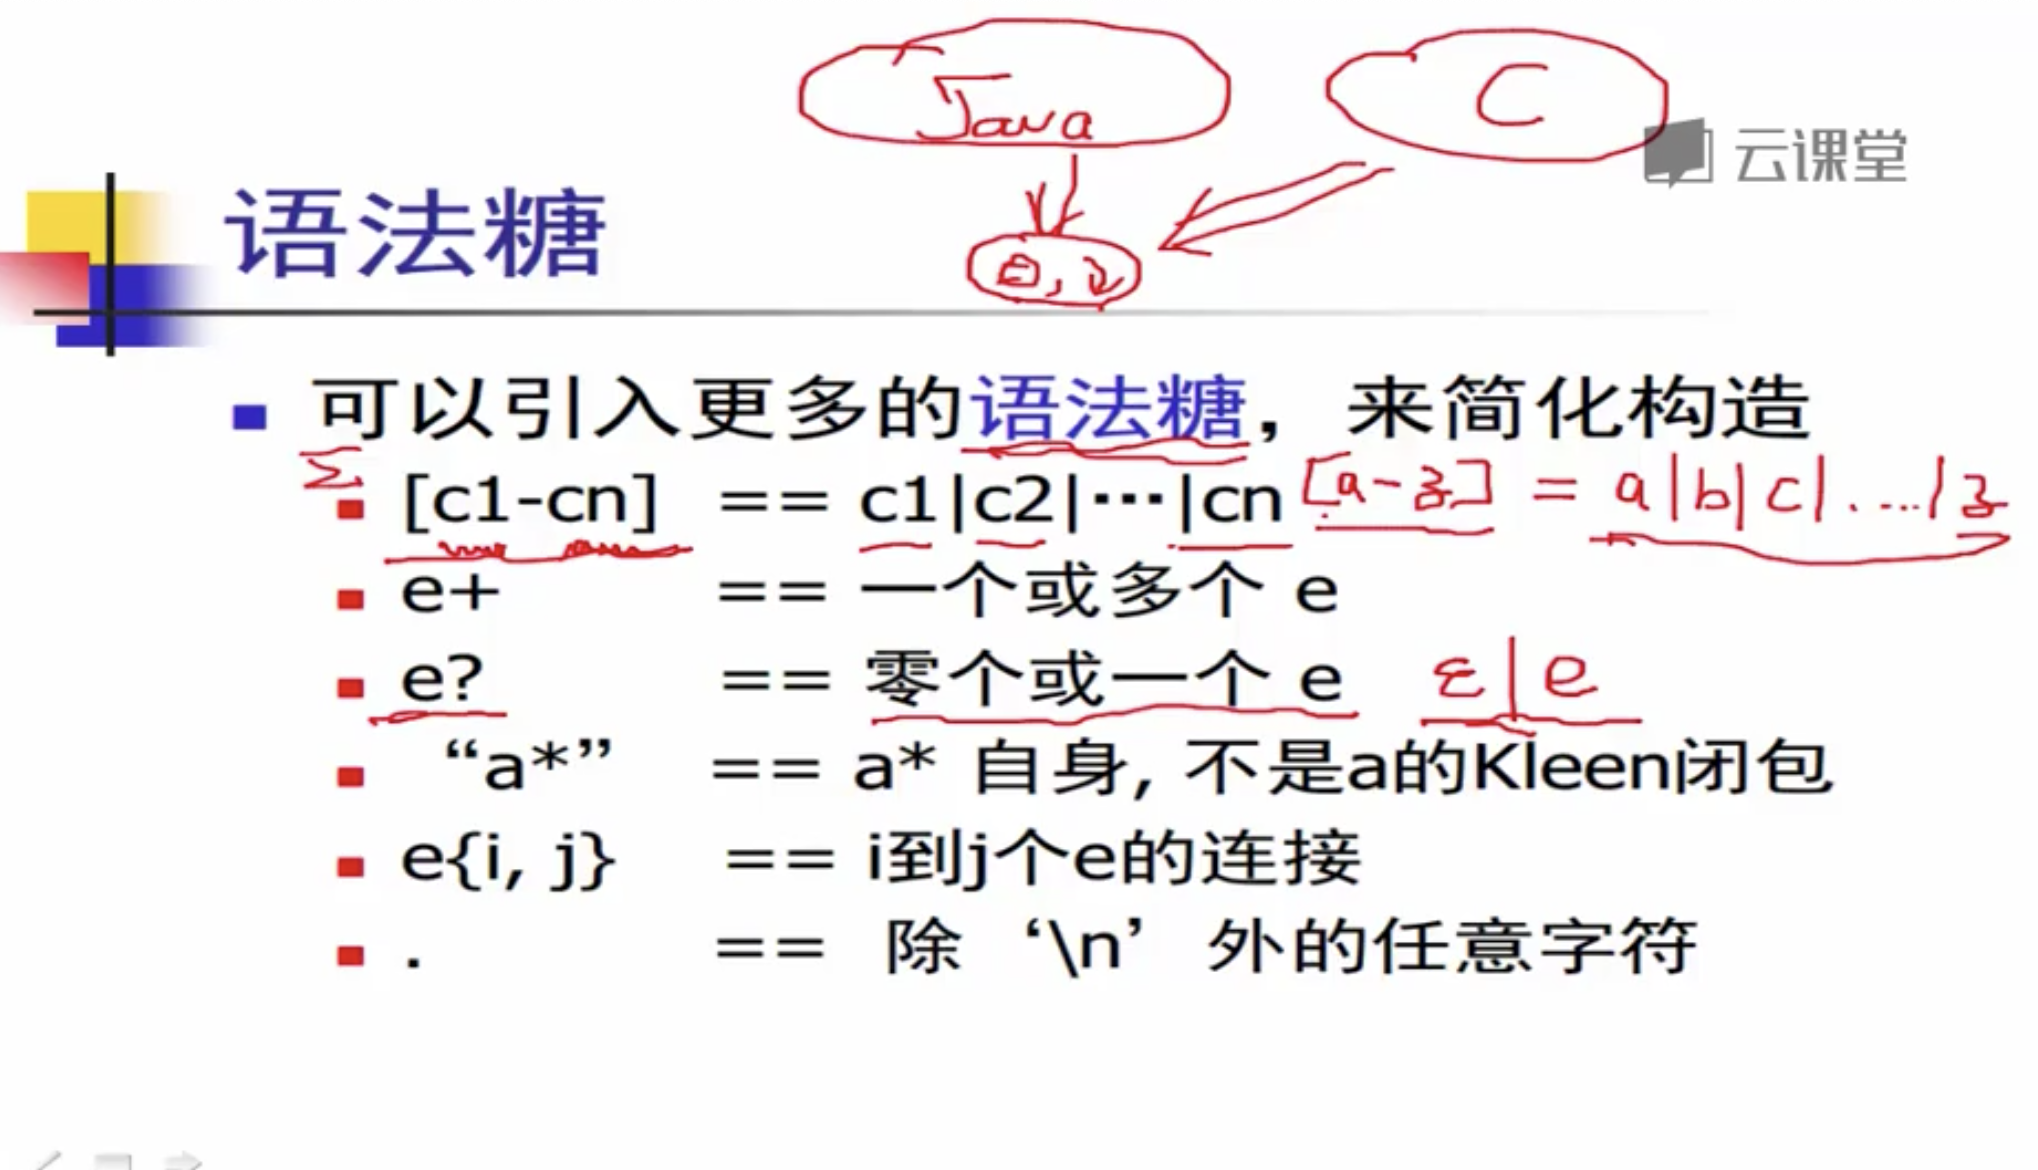 Java
C
云课堂
语法糖
可以引入更多的语法糖，来简化构造
Σ
[c1-cn] == c1|c2|…|cn [a-z] = a|b|c|....|z
e+ == 一个或多个 e
e? == 零个或一个 e ε|e
“a*” == a* 自身, 不是a的Kleen闭包
e{i, j} == i到j个e的连接
. == 除‘\n’外的任意字符